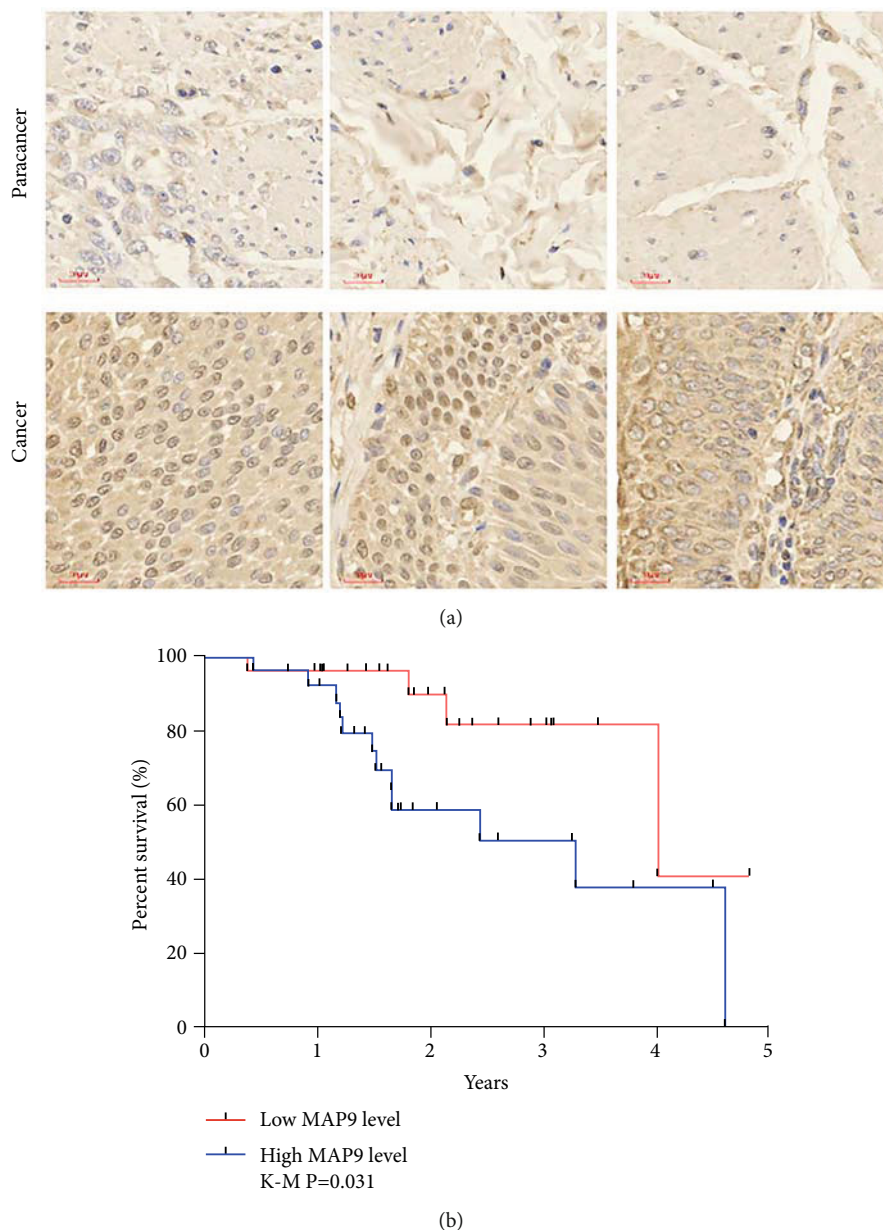 Paracancer
Cancer
(a)
100
80
60
40
20
0
Percent survival (%)
0 1 2 3 4 5
Years
Low MAP9 level
High MAP9 level
K-M P=0.031
(b)